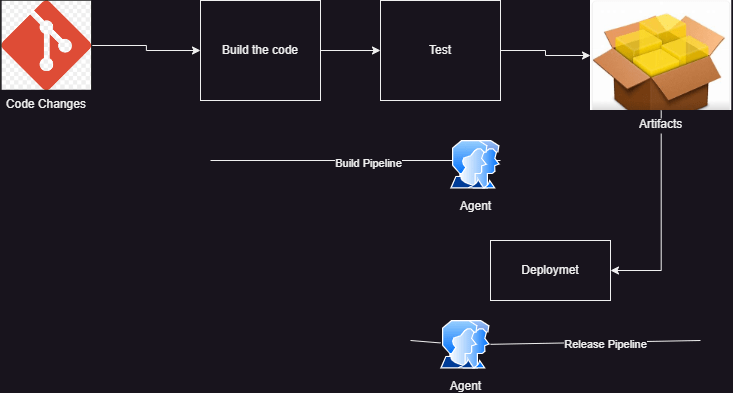 Build the code
Test
Code Changes
Artifacts
Build Pipeline
Agent
Deploymet
Release Pipeline
Agent